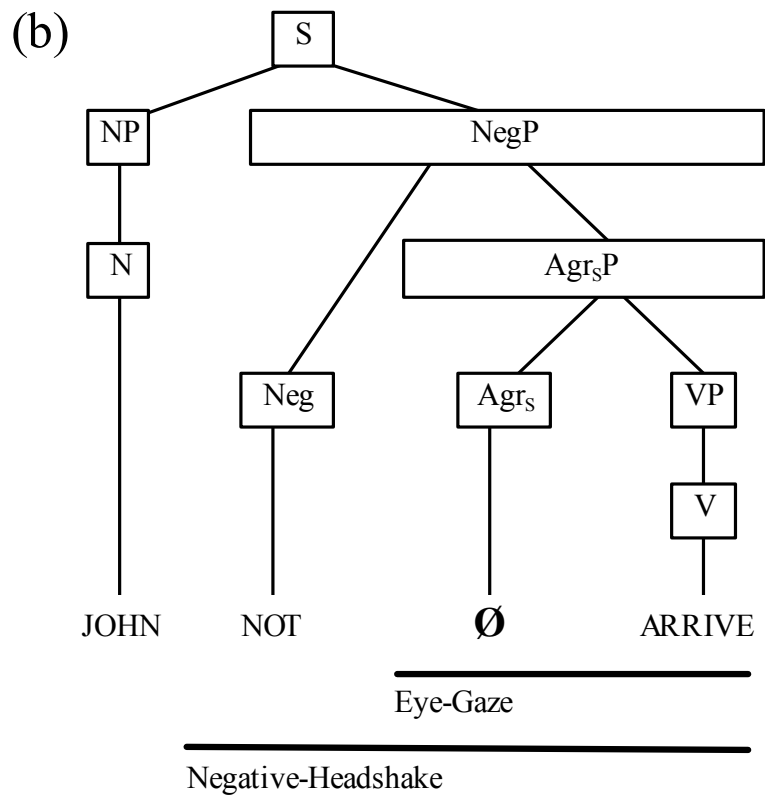 (b)
S
NP NegP
N AgrₛP
Neg Agrₛ VP
V
JOHN NOT Ø ARRIVE
Eye-Gaze
Negative-Headshake